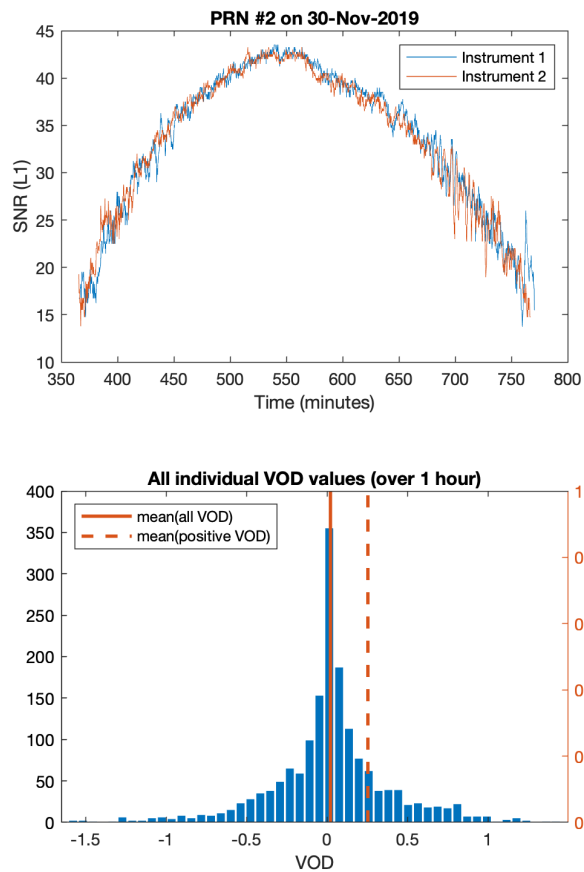 PRN #2 on 30-Nov-2019
45
40
35
30
25
20
15
10
SNR (L1)
Instrument 1
Instrument 2
350 400 450 500 550 600 650 700 750 800
Time (minutes)
All individual VOD values (over 1 hour)
400
350
300
250
200
150
100
50
0
SNR
mean(all VOD)
mean(positive VOD)
1
0
0
0
0
0
-1.5 -1 -0.5 0 0.5 1
VOD